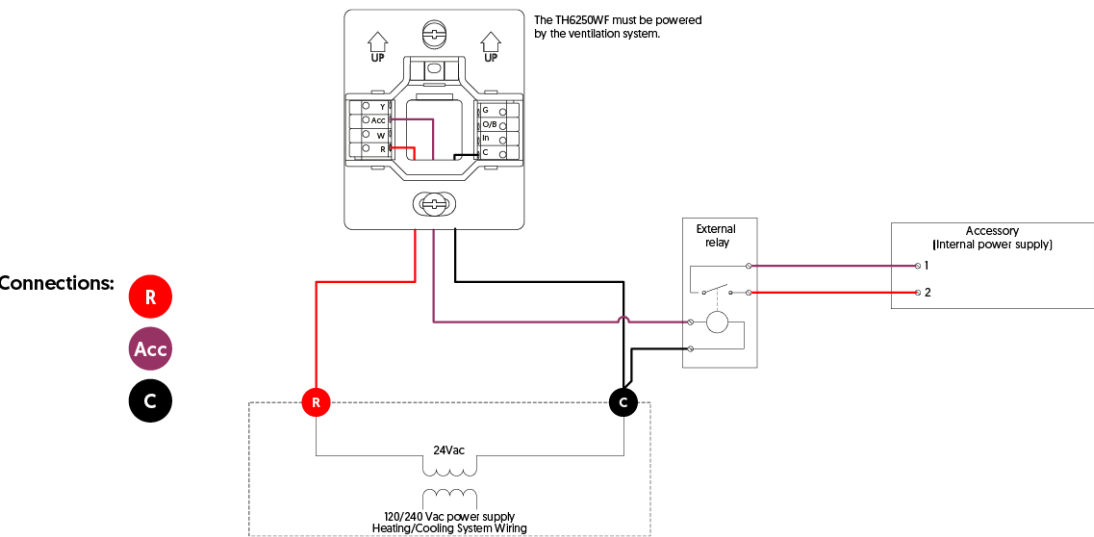 The TH6250WF must be powered
by the ventilation system.
UP
UP
Y
Acc
W
R
G
O/B
In
C
External
relay
Accessory
(Internal power supply)
1
2
Connections:
R
Acc
C
R
C
24Vac
120/240 Vac power supply
Heating/Cooling System Wiring